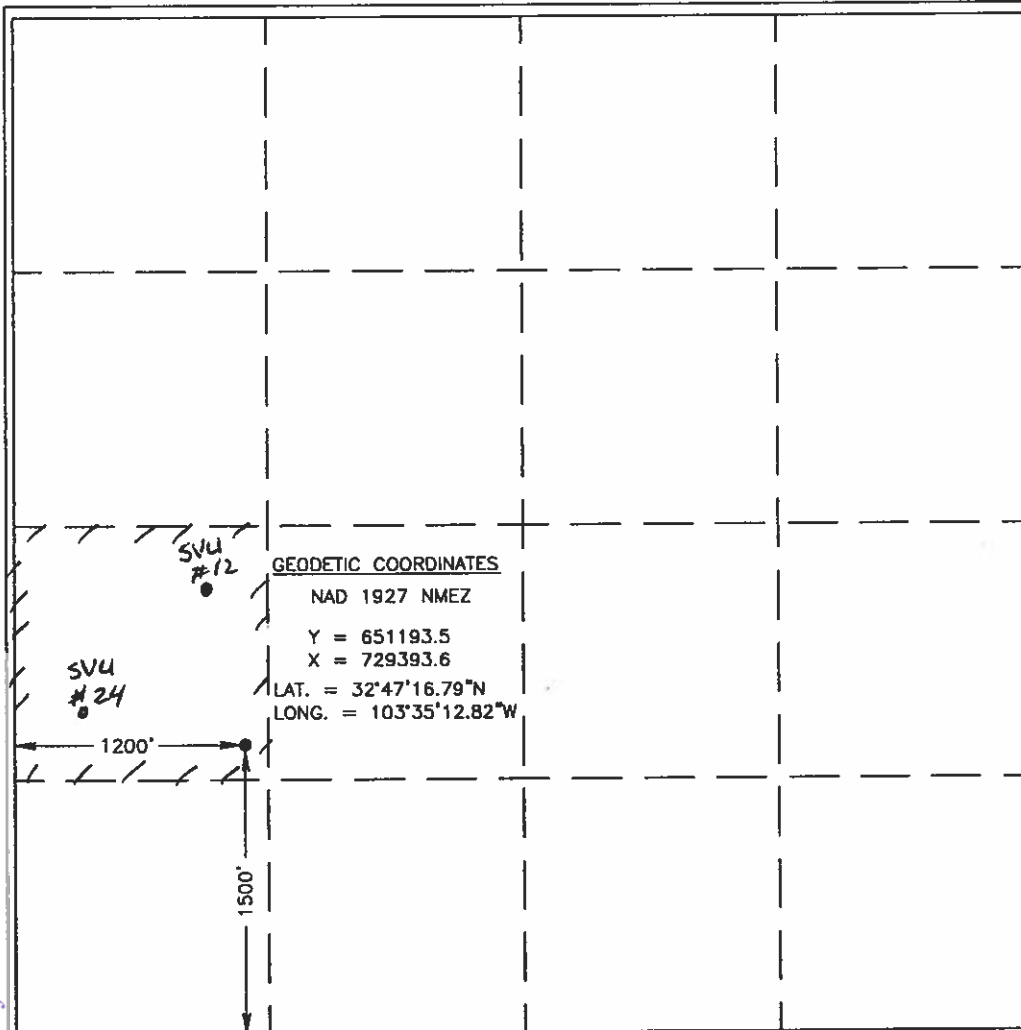 SVU
#12
GEODETIC COORDINATES
NAD 1927 NMEZ
Y = 651193.5
X = 729393.6
LAT. = 32°47'16.79"N
LONG. = 103°35'12.82"W
SVU
#24
1200'
1500'